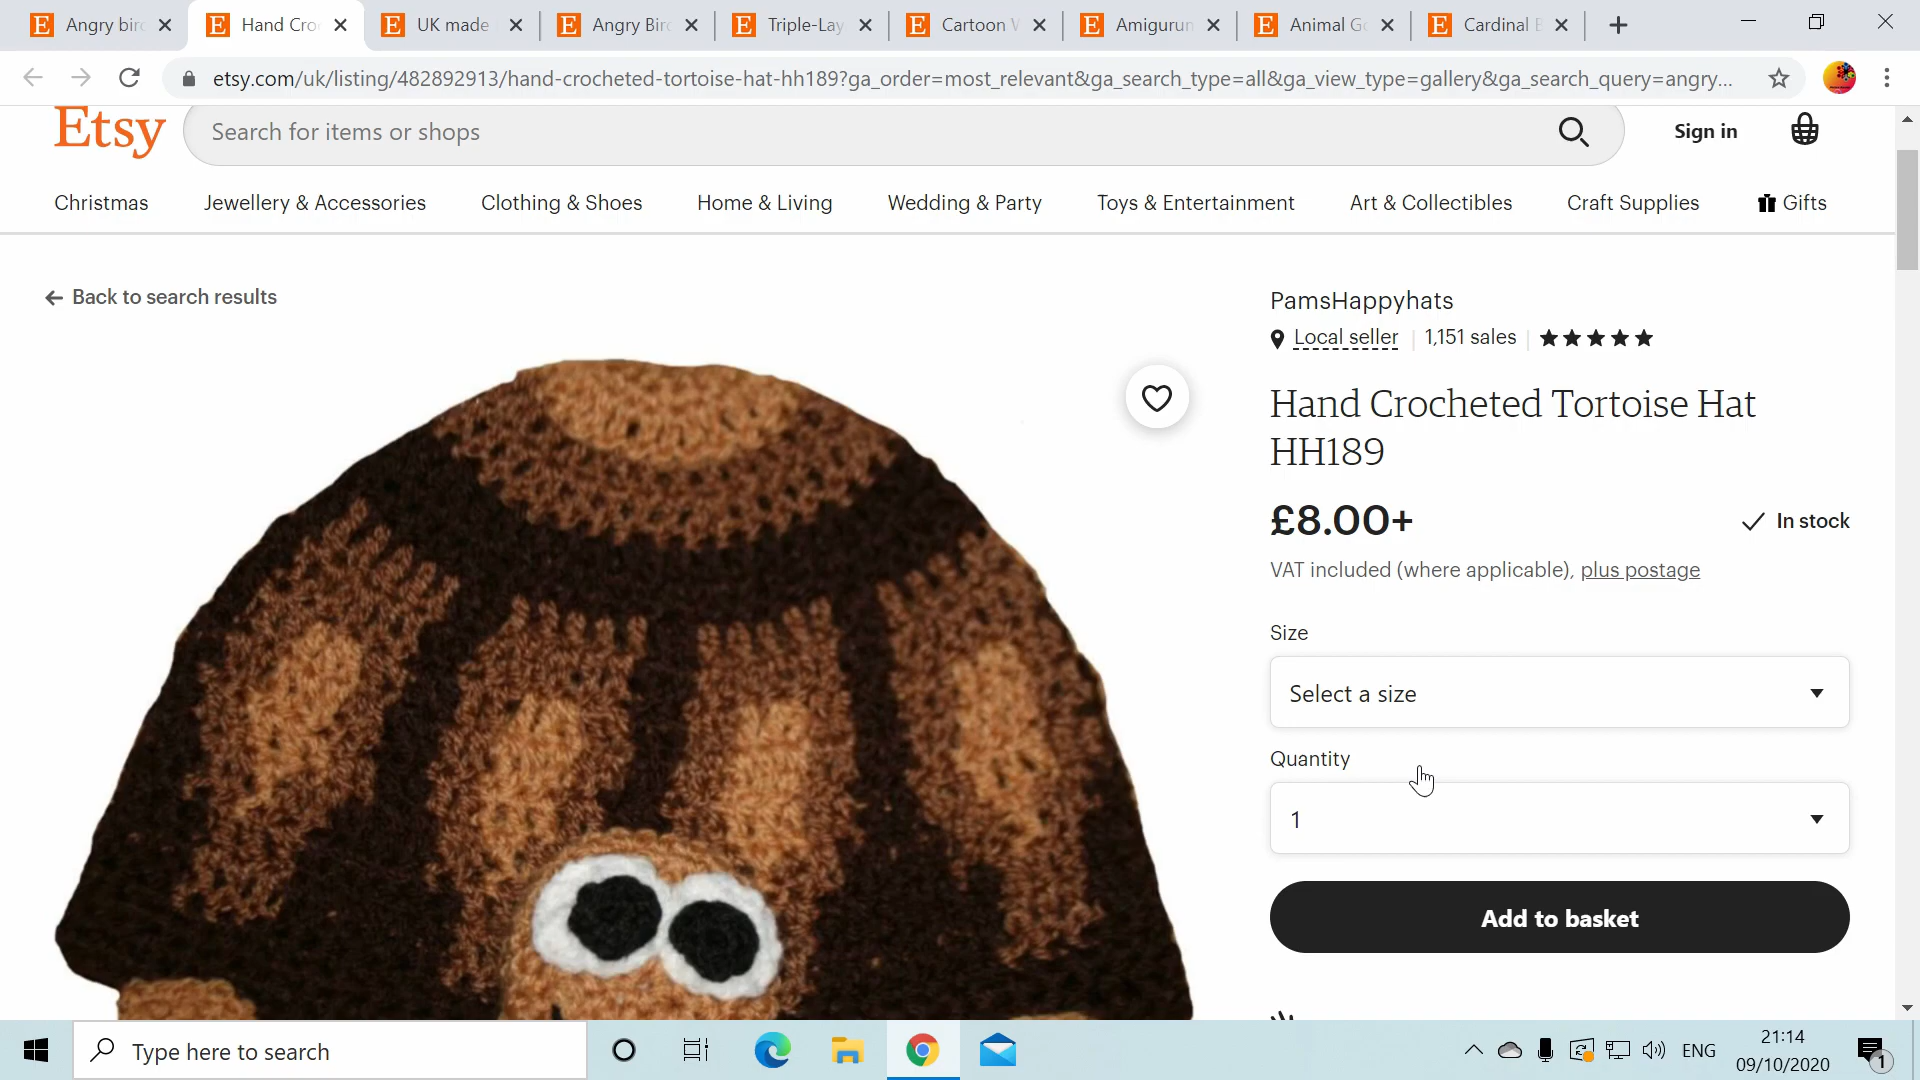 Angry bir
Hand Cro
UK made
Angry Bir
Triple-Lay
Cartoon
Amigurum
Animal G
Cardinal
etsy.com/uk/listing/482892913/hand-crocheted-tortoise-hat-hh189?ga_order=most_relevant&ga_search_type=all&ga_view_type=gallery&ga_search_query=angry...
Etsy
Search for items or shops
Sign in
Christmas
Jewellery & Accessories
Clothing & Shoes
Home & Living
Wedding & Party
Toys & Entertainment
Art & Collectibles
Craft Supplies
Gifts
Back to search results
PamsHappyhats
Local seller 1,151 sales
Hand Crocheted Tortoise Hat
HH189
£8.00+
In stock
VAT included (where applicable), plus postage
Size
Select a size
Quantity
1
Add to basket
Type here to search
ENG
21:14
09/10/2020
1